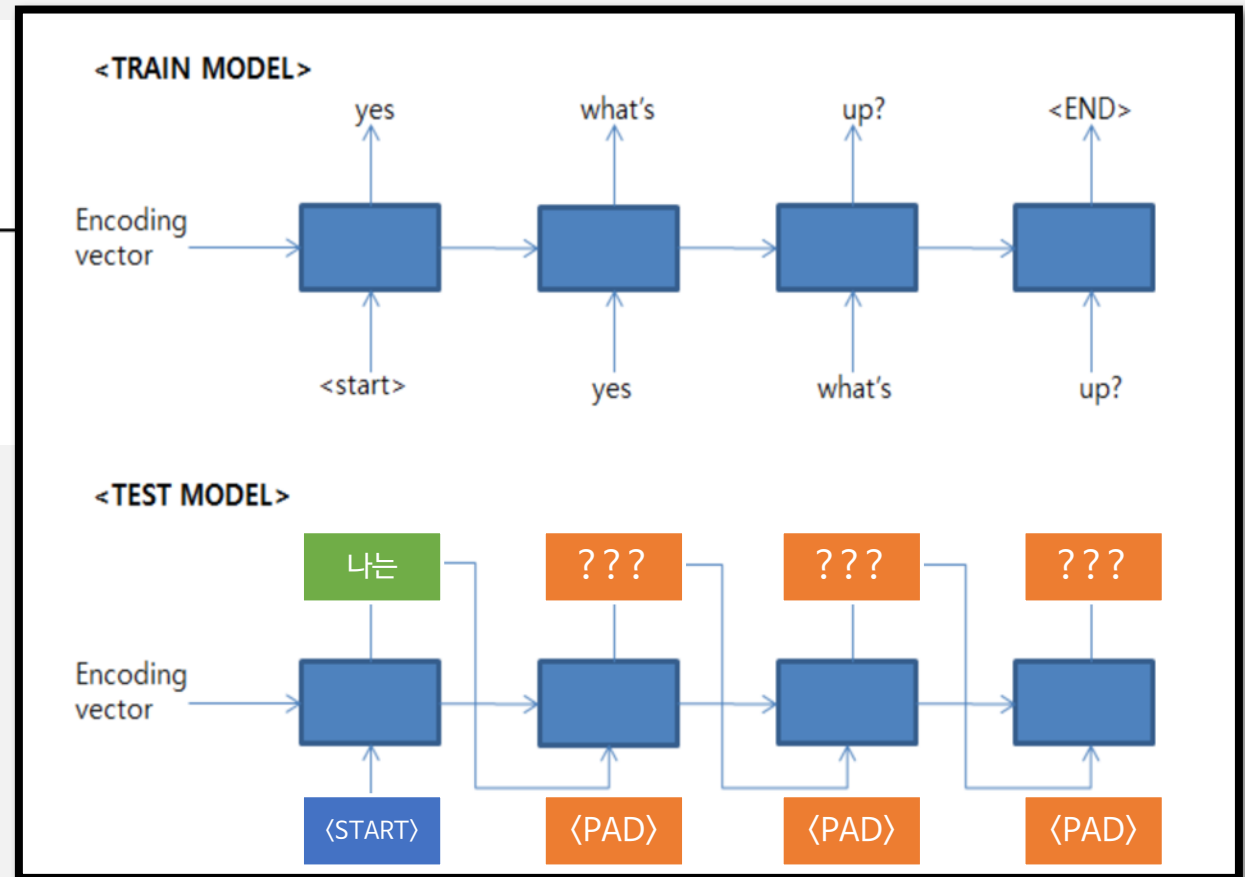 <TRAIN MODEL>
yes what's up? <END>
Encoding
vector
<start> yes what's up?
<TEST MODEL>
나는 ??? ??? ???
Encoding
vector
〈START〉 〈PAD〉 〈PAD〉 〈PAD〉